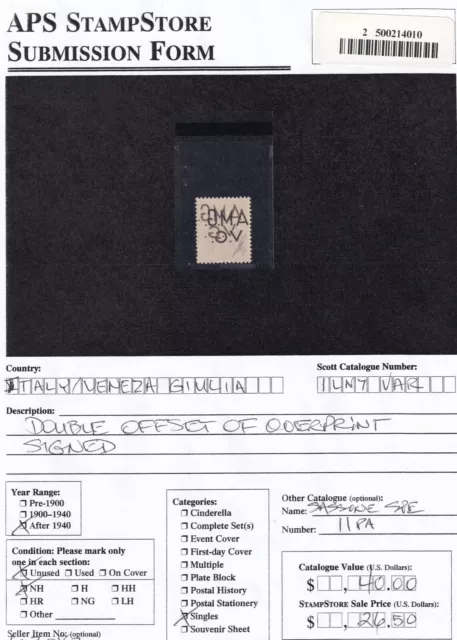 APS STAMPSTORE
SUBMISSION FORM
2 500214010
Country:
ITALY/VENEZA GIULIA
Scott Catalogue Number:
1LN7 VAR
Description:
DOUBLE OFFSET OF OVERPRINT
SIGNED
Year Range:
Pre-1900
1900-1940
After 1940
Condition: Please mark only
one in each section:
Unused Used On Cover
NH H HH
HR NG LH
Other
Seller Item No: (optional)
Categories:
Cinderella
Complete Set(s)
Event Cover
First-day Cover
Multiple
Plate Block
Postal History
Postal Stationery
Singles
Souvenir Sheet
Other Catalogue (optional):
Name: SASSONE SPE
Number: 11PA
Catalogue Value (U.S. Dollars):
$ , 40.00
STAMPSTORE Sale Price (U.S. Dollars):
$ , 26.50